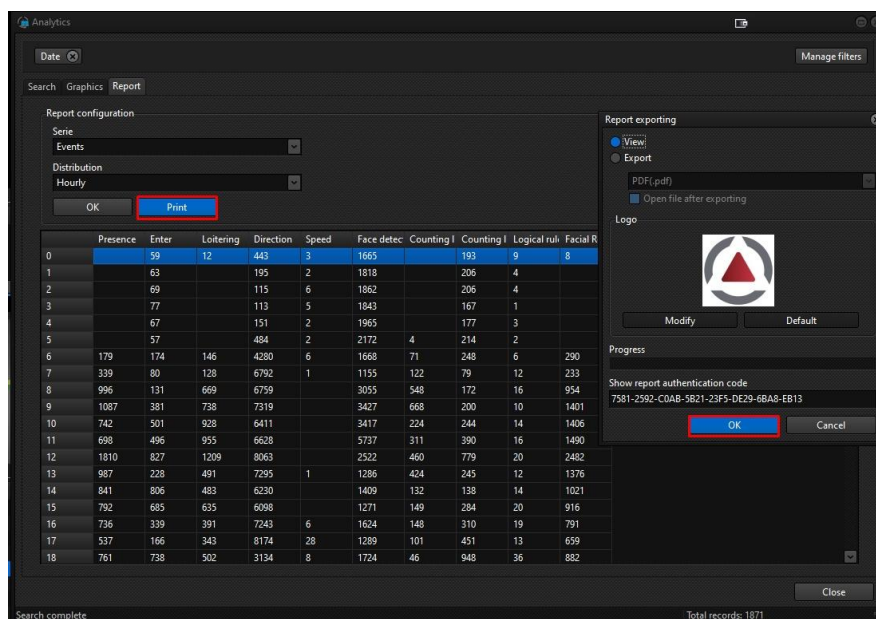 Analytics
Date
Manage filters
Search Graphics Report
Report configuration
Serie
Events
Distribution
Hourly
OK Print
Presence Enter Loitering Direction Speed Face detec Counting l Counting l Logical rul Facial R
0 59 12 443 3 1665 193 9 8
1 63 195 2 1818 206 4
2 69 115 6 1862 206 4
3 77 113 5 1843 167 1
4 67 151 2 1965 177 3
5 57 484 2 2172 4 214 2
6 179 174 146 4280 6 1668 71 248 6 290
7 339 80 128 6792 1 1155 122 79 12 233
8 996 131 669 6759 3055 548 172 16 954
9 1087 381 738 7319 3427 668 200 10 1401
10 742 501 928 6411 3417 224 244 14 1406
11 698 496 955 6628 5737 311 390 16 1490
12 1810 827 1209 8063 2522 460 779 20 2482
13 987 228 491 7295 1 1286 424 245 12 1376
14 841 806 483 6230 1409 132 138 14 1021
15 792 685 635 6098 1271 149 284 20 916
16 736 339 391 7243 6 1624 148 310 19 791
17 537 166 343 8174 28 1289 101 451 13 659
18 761 738 502 3134 8 1724 46 948 36 882
Report exporting
View
Export
PDF(.pdf)
Open file after exporting
Logo
Modify Default
Progress
Show report authentication code
7581-2592-C0AB-5B21-23F5-DE29-6BA8-EB13
OK Cancel
Close
Search complete Total records: 1871